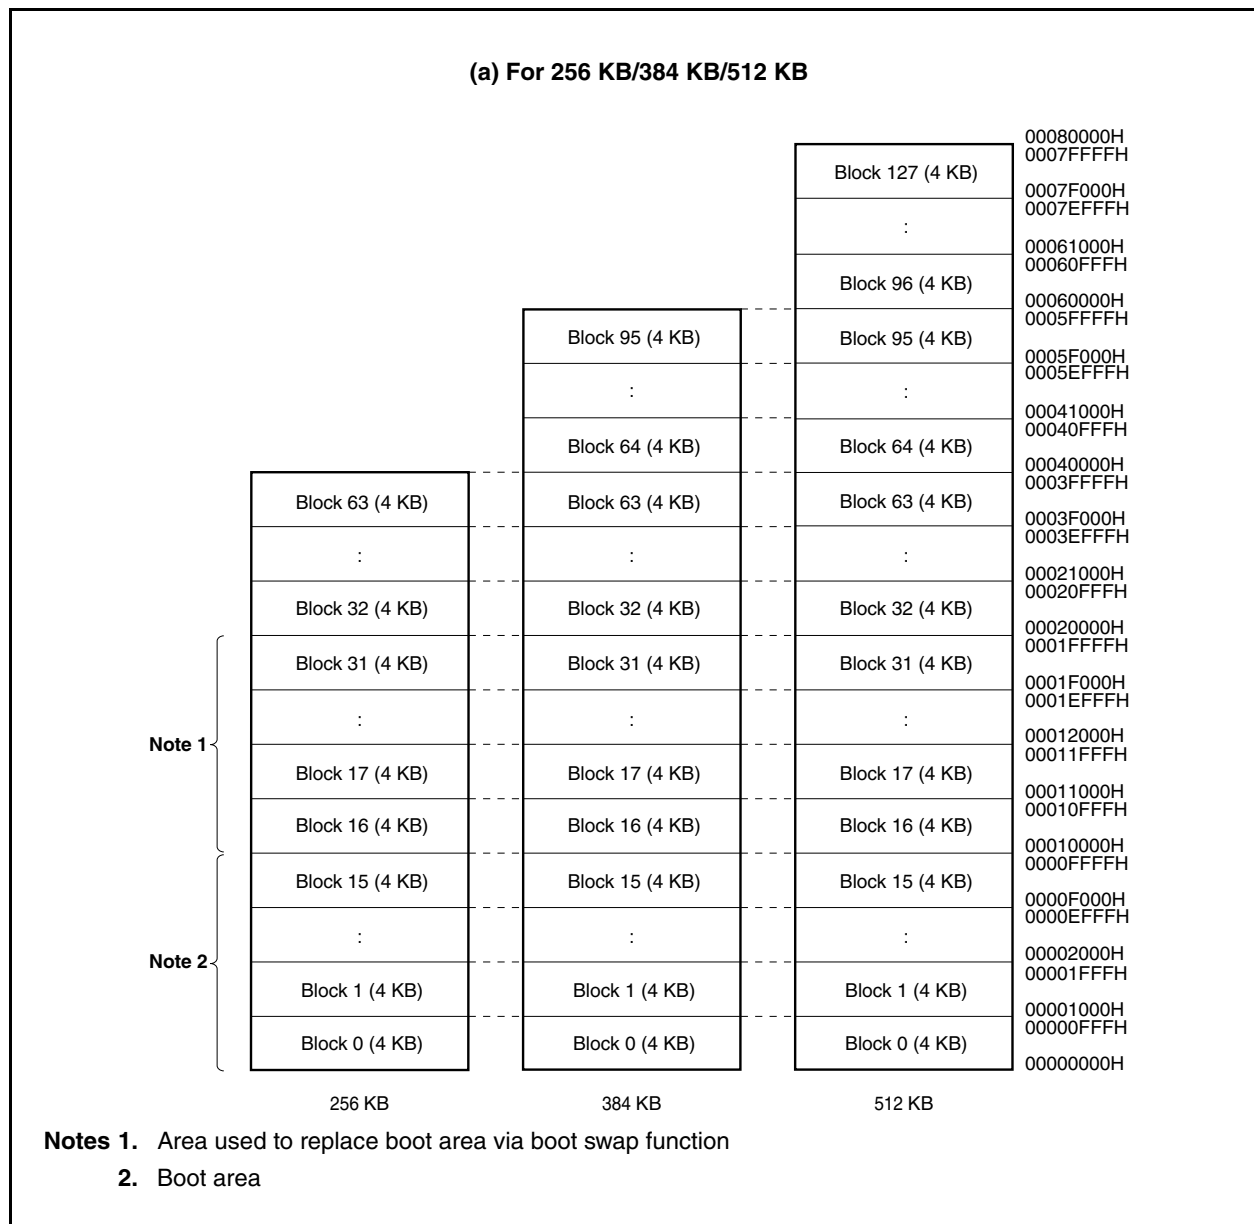 (a) For 256 KB/384 KB/512 KB
00080000H
0007FFFFH
Block 127 (4 KB)
0007F000H
0007EFFFH
:
00061000H
00060FFFH
Block 96 (4 KB)
00060000H
0005FFFFH
Block 95 (4 KB) Block 95 (4 KB)
0005F000H
0005EFFFH
: :
00041000H
00040FFFH
Block 64 (4 KB) Block 64 (4 KB)
00040000H
0003FFFFH
Block 63 (4 KB) Block 63 (4 KB) Block 63 (4 KB)
0003F000H
0003EFFFH
: : :
00021000H
00020FFFH
Block 32 (4 KB) Block 32 (4 KB) Block 32 (4 KB)
00020000H
0001FFFFH
Block 31 (4 KB) Block 31 (4 KB) Block 31 (4 KB)
0001F000H
0001EFFFH
: : :
Note 1
00012000H
00011FFFH
Block 17 (4 KB) Block 17 (4 KB) Block 17 (4 KB)
00011000H
00010FFFH
Block 16 (4 KB) Block 16 (4 KB) Block 16 (4 KB)
00010000H
0000FFFFH
Block 15 (4 KB) Block 15 (4 KB) Block 15 (4 KB)
0000F000H
0000EFFFH
: : :
Note 2
00002000H
00001FFFH
Block 1 (4 KB) Block 1 (4 KB) Block 1 (4 KB)
00001000H
00000FFFH
Block 0 (4 KB) Block 0 (4 KB) Block 0 (4 KB)
00000000H
256 KB 384 KB 512 KB
Notes 1. Area used to replace boot area via boot swap function
2. Boot area